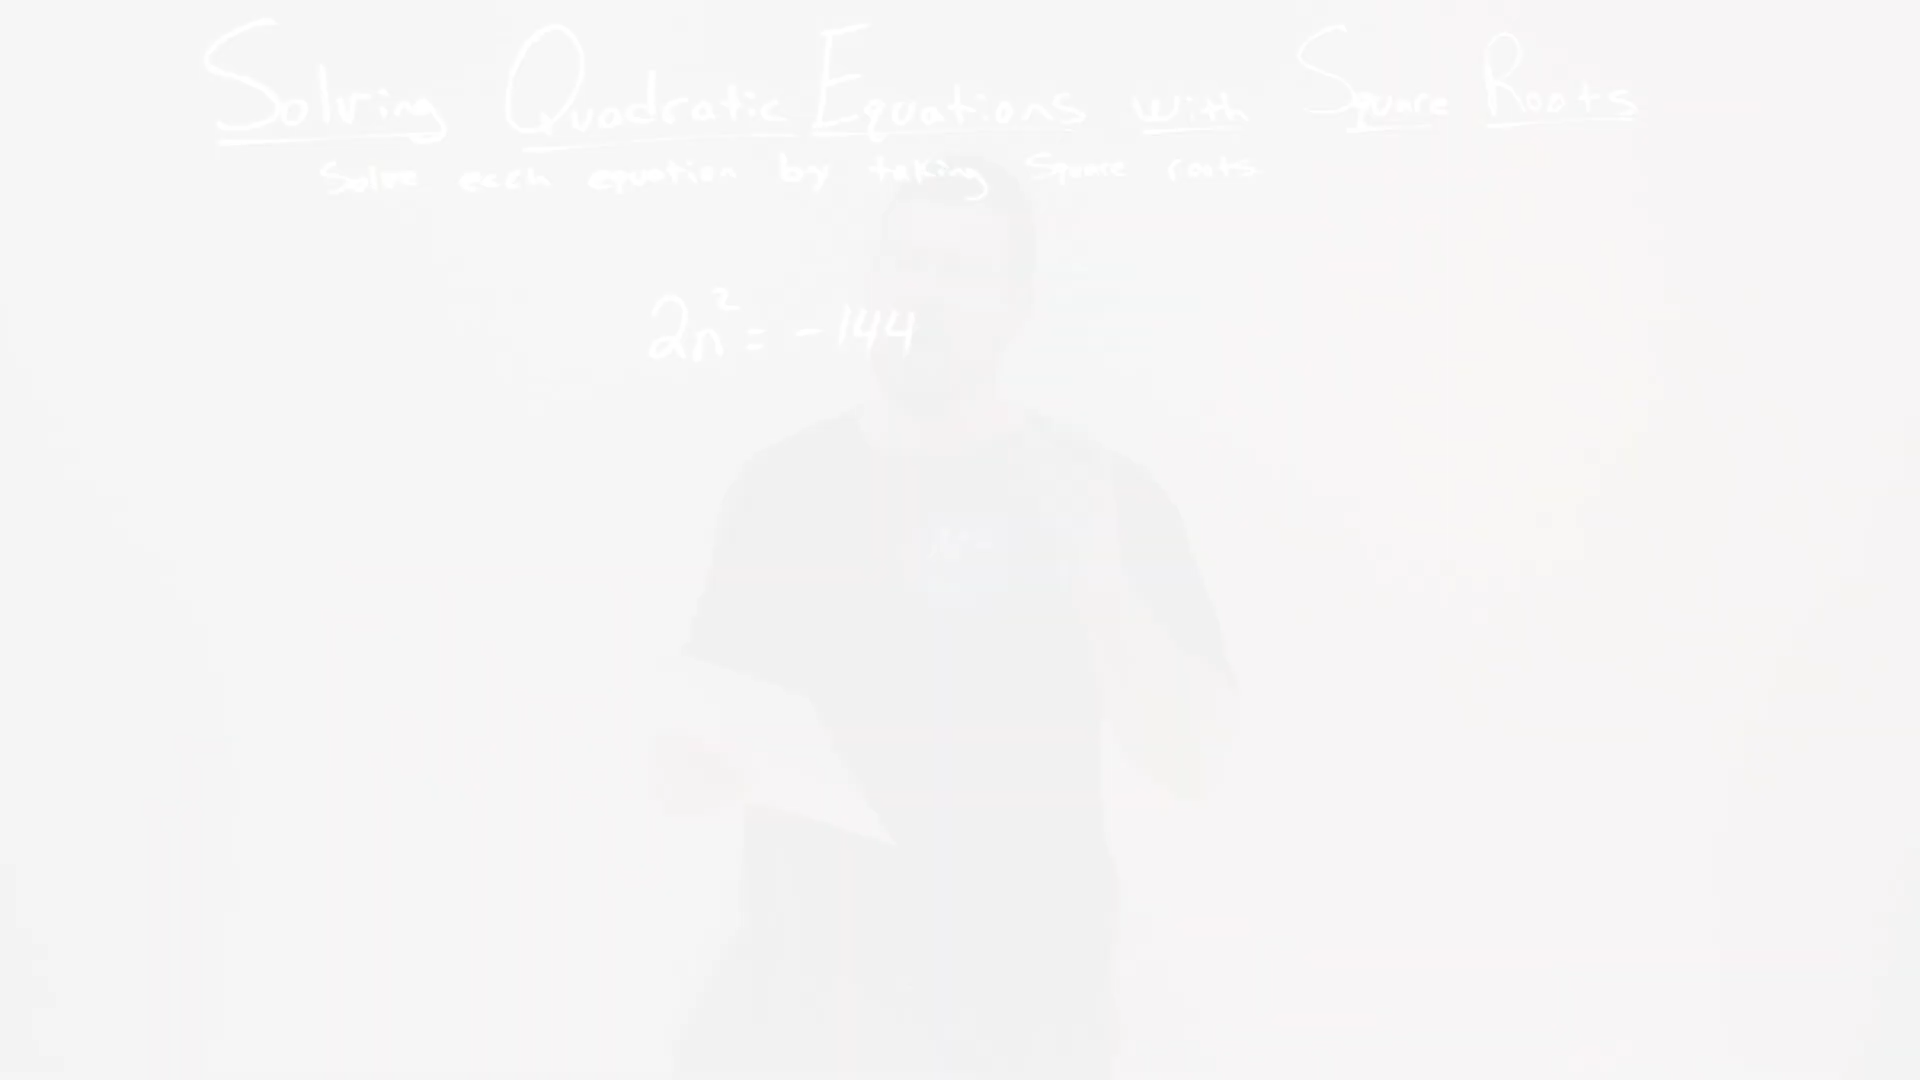 Solving Quadratic Equations with Square Roots
Solve each equation by taking square roots.
2n² = -144